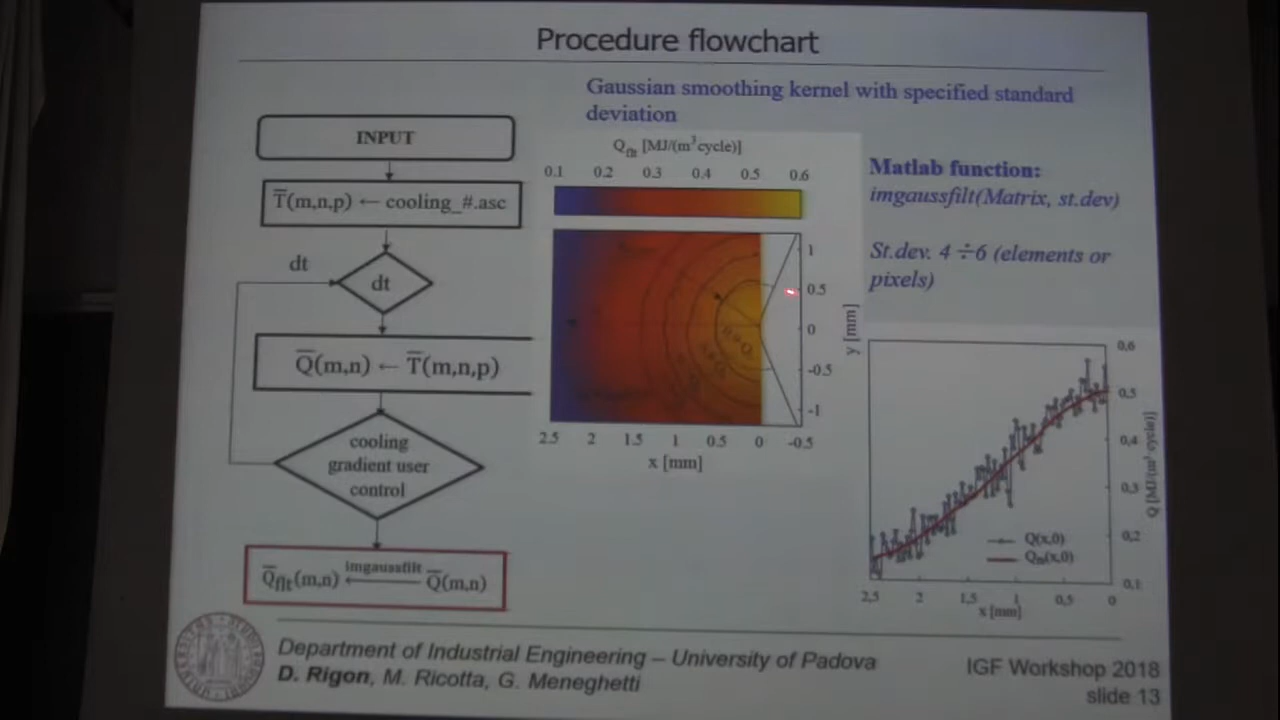 Procedure flowchart
Gaussian smoothing kernel with specified standard
deviation
INPUT
T̅(m,n,p) ← cooling_#.asc
dt
dt
Q̅(m,n) ← T̅(m,n,p)
cooling
gradient user
control
imgaussfilt
Q̅flt(m,n) ← Q̅(m,n)
Qflt [MJ/(m³cycle)]
0.1 0.2 0.3 0.4 0.5 0.6
1
0.5
0
-0.5
-1
y [mm]
2.5 2 1.5 1 0.5 0 -0.5
x [mm]
Matlab function:
imgaussfilt(Matrix, st.dev)
St.dev. 4 ÷6 (elements or
pixels)
0,6
0,5
0,4
0,3
0,2
0,1
Q [MJ/(m³ cycle)]
Q(x,0)
Qflt(x,0)
2,5 2 1,5 1 0,5 0
x [mm]
Department of Industrial Engineering – University of Padova
D. Rigon, M. Ricotta, G. Meneghetti
IGF Workshop 2018
slide 13